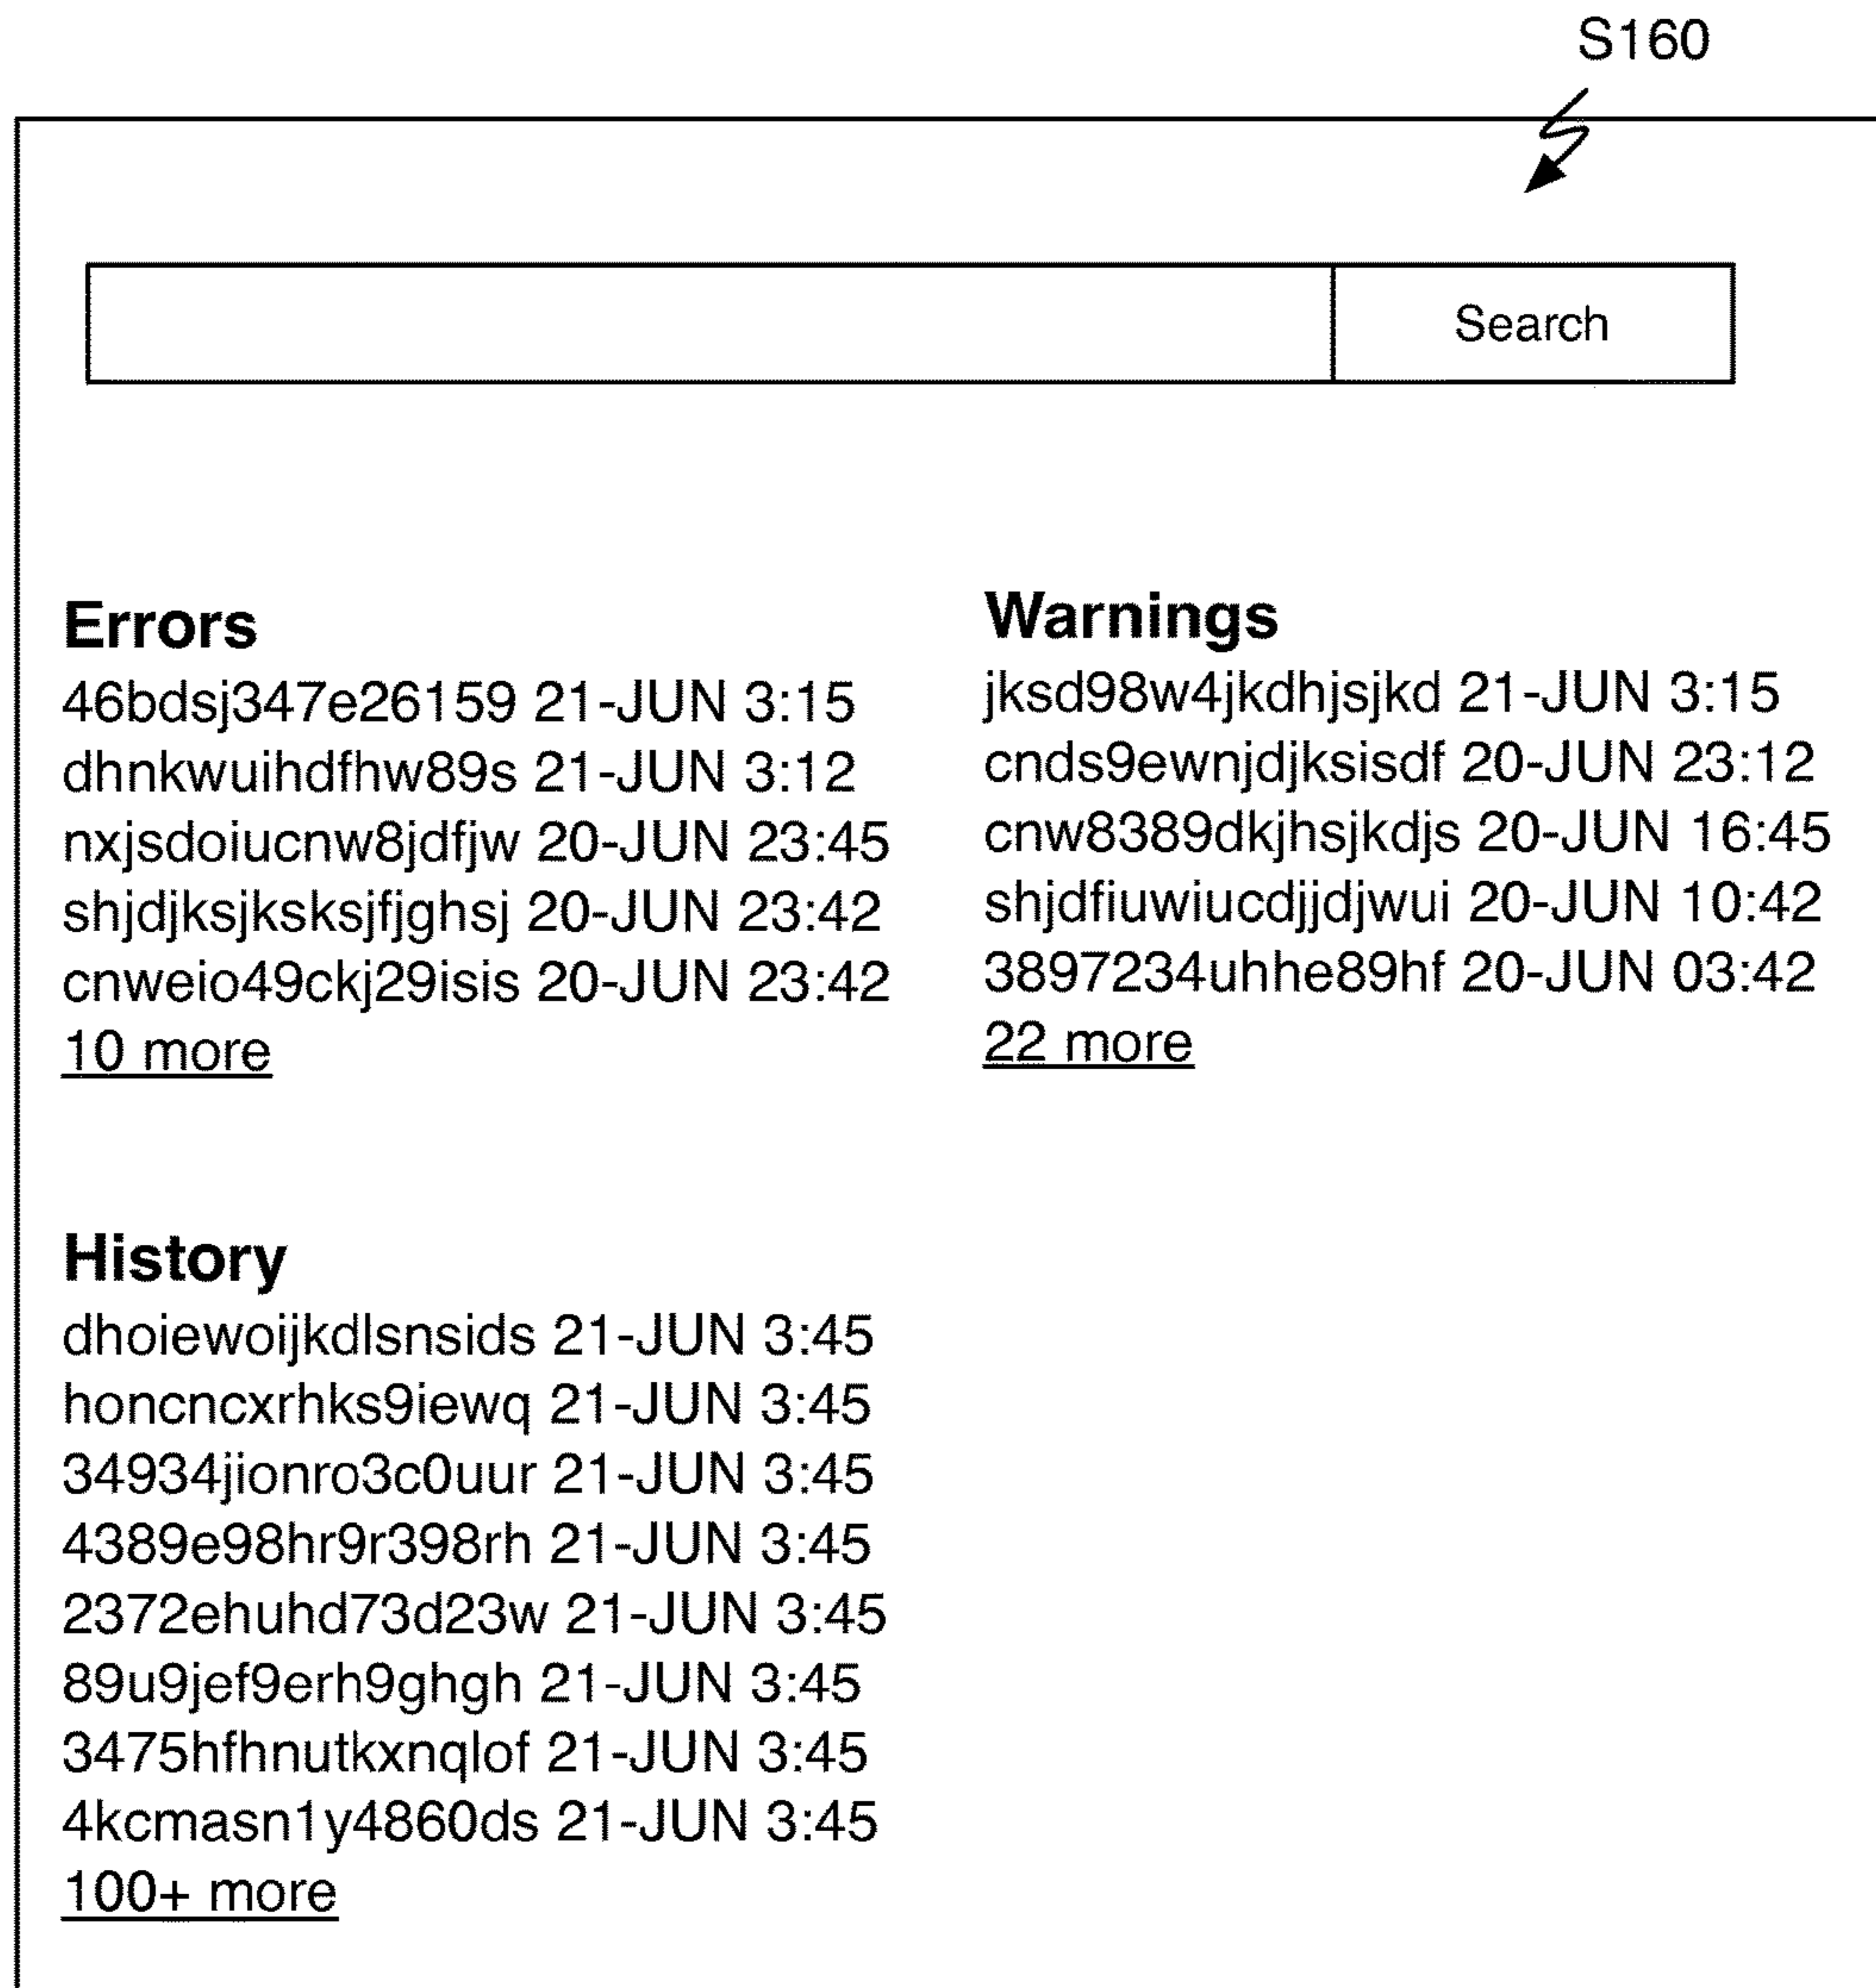 S160
Search
Errors
46bdsj347e26159 21-JUN 3:15
dhnkwuihdfhw89s 21-JUN 3:12
nxjsdoiucnw8jdfjw 20-JUN 23:45
shjdjksjksksjfjghsj 20-JUN 23:42
cnweio49ckj29isis 20-JUN 23:42
10 more
Warnings
jksd98w4jkdhjsjkd 21-JUN 3:15
cnds9ewnjdjksisdf 20-JUN 23:12
cnw8389dkjhsjkdjs 20-JUN 16:45
shjdfiuwiucdjjdjwui 20-JUN 10:42
3897234uhhe89hf 20-JUN 03:42
22 more
History
dhoiewoijkdlsnsids 21-JUN 3:45
honcncxrhks9iewq 21-JUN 3:45
34934jionro3c0uur 21-JUN 3:45
4389e98hr9r398rh 21-JUN 3:45
2372ehuhd73d23w 21-JUN 3:45
89u9jef9erh9ghgh 21-JUN 3:45
3475hfhnutkxnqlof 21-JUN 3:45
4kcmasn1y4860ds 21-JUN 3:45
100+ more